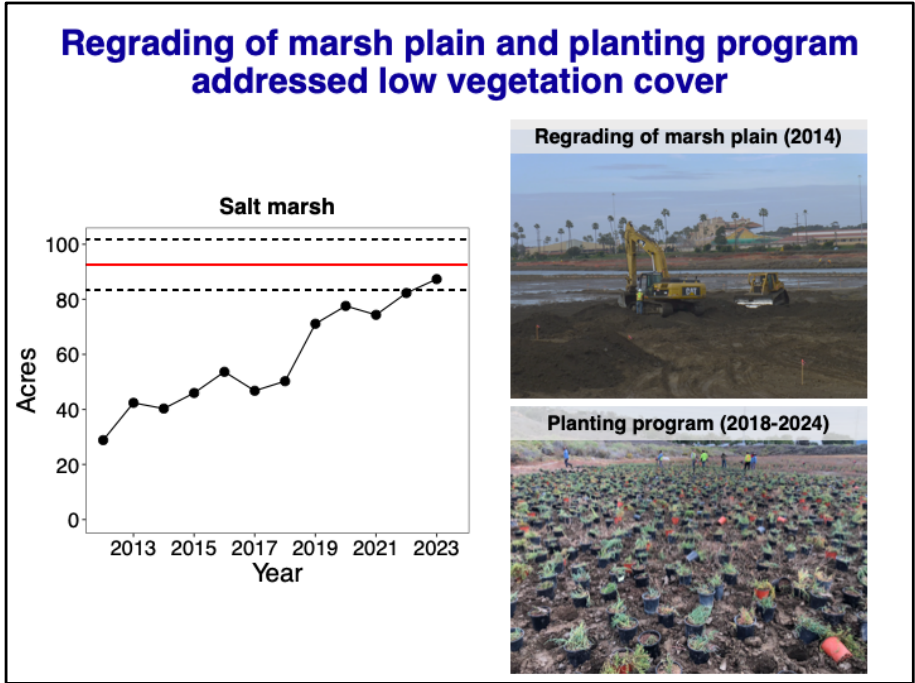 Regrading of marsh plain and planting program
addressed low vegetation cover
Salt marsh
100
80
60
40
20
0
Acres
2013 2015 2017 2019 2021 2023
Year
Regrading of marsh plain (2014)
CAT
Planting program (2018-2024)